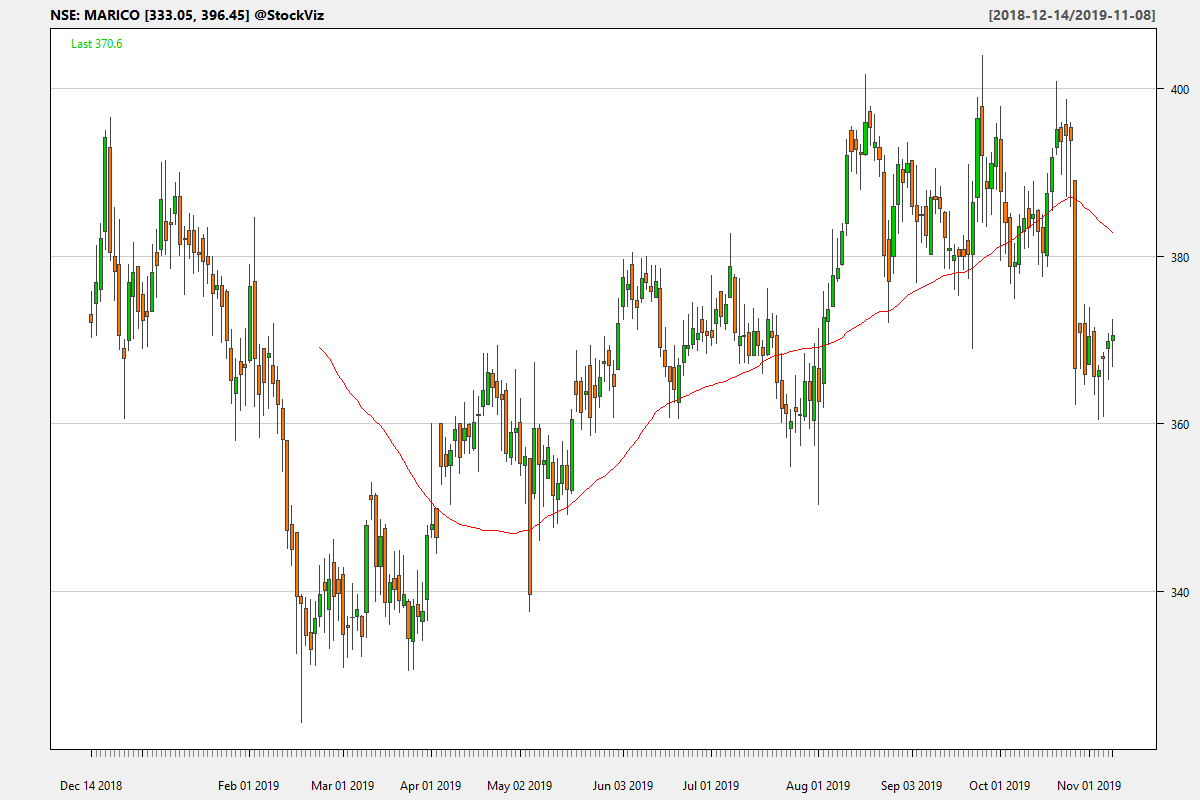 NSE: MARICO [333.05, 396.45] @StockViz [2018-12-14/2019-11-08]
Last 370.6
400
380
360
340
Dec 14 2018 Feb 01 2019 Mar 01 2019 Apr 01 2019 May 02 2019 Jun 03 2019 Jul 01 2019 Aug 01 2019 Sep 03 2019 Oct 01 2019 Nov 01 2019